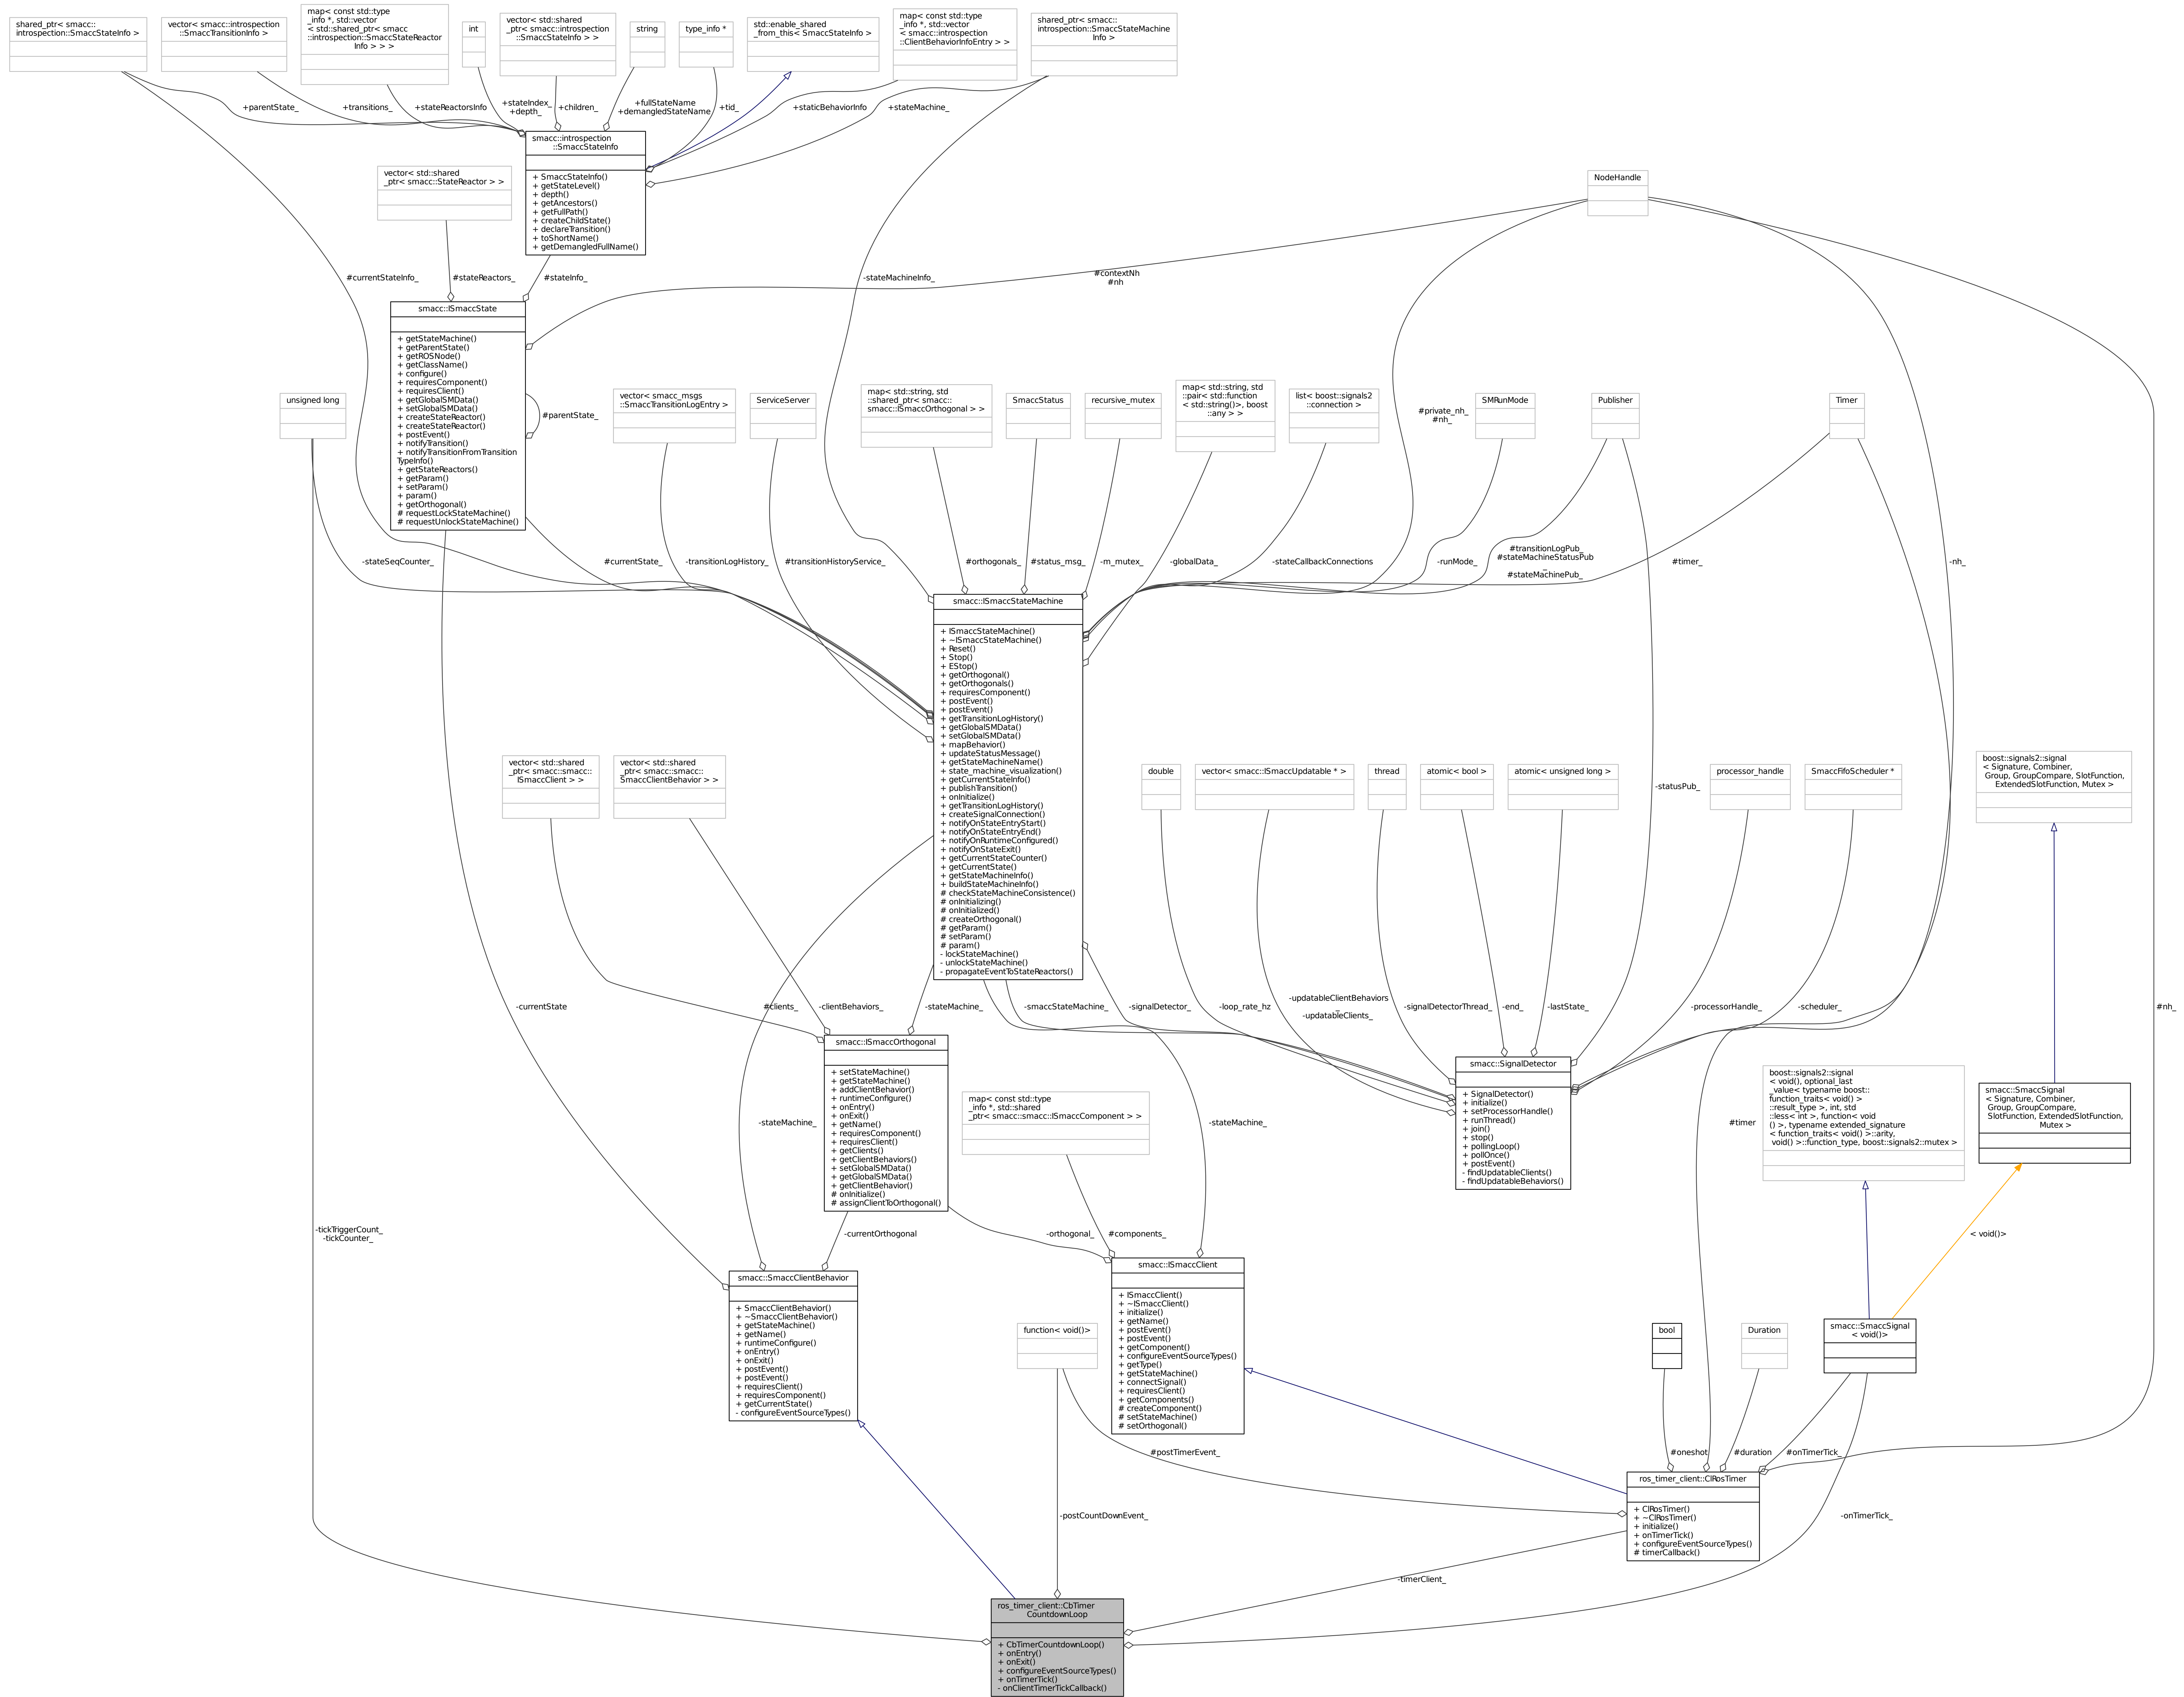 shared_ptr< smacc::
introspection::SmaccStateInfo >
vector< smacc::introspection
::SmaccTransitionInfo >
map< const std::type
_info *, std::vector
< std::shared_ptr< smacc
::introspection::SmaccStateReactor
Info > > >
int
vector< std::shared
_ptr< smacc::introspection
::SmaccStateInfo > >
string
type_info *
std::enable_shared
_from_this< SmaccStateInfo >
map< const std::type
_info *, std::vector
< smacc::introspection
::ClientBehaviorInfoEntry > >
shared_ptr< smacc::
introspection::SmaccStateMachine
Info >
+parentState_
+transitions_
+stateReactorsInfo
+stateIndex_
+depth_
+children_
+fullStateName
+demangledStateName
+tid_
+staticBehaviorInfo
+stateMachine_
smacc::introspection
::SmaccStateInfo
+ SmaccStateInfo()
+ getStateLevel()
+ depth()
+ getAncestors()
+ getFullPath()
+ createChildState()
+ declareTransition()
+ toShortName()
+ getDemangledFullName()
vector< std::shared
_ptr< smacc::StateReactor > >
NodeHandle
#currentStateInfo_
#stateReactors_
#stateInfo_
-stateMachineInfo_
#contextNh
#nh
smacc::ISmaccState
+ getStateMachine()
+ getParentState()
+ getROSNode()
+ getClassName()
+ configure()
+ requiresComponent()
+ requiresClient()
+ getGlobalSMData()
+ setGlobalSMData()
+ createStateReactor()
+ createStateReactor()
+ postEvent()
+ notifyTransition()
+ notifyTransitionFromTransition
TypeInfo()
+ getStateReactors()
+ getParam()
+ setParam()
+ param()
+ getOrthogonal()
# requestLockStateMachine()
# requestUnlockStateMachine()
#parentState_
unsigned long
vector< smacc_msgs
::SmaccTransitionLogEntry >
ServiceServer
map< std::string, std
::shared_ptr< smacc::
smacc::ISmaccOrthogonal > >
SmaccStatus
recursive_mutex
map< std::string, std
::pair< std::function
< std::string()>, boost
::any > >
list< boost::signals2
::connection >
#private_nh_
#nh_
SMRunMode
Publisher
Timer
-stateSeqCounter_
#currentState_
-transitionLogHistory_
#transitionHistoryService_
#orthogonals_
#status_msg_
-m_mutex_
-globalData_
-stateCallbackConnections
-runMode_
#transitionLogPub_
#stateMachineStatusPub
_
#stateMachinePub_
#timer_
-nh_
smacc::ISmaccStateMachine
+ ISmaccStateMachine()
+ ~ISmaccStateMachine()
+ Reset()
+ Stop()
+ EStop()
+ getOrthogonal()
+ getOrthogonals()
+ requiresComponent()
+ postEvent()
+ postEvent()
+ getTransitionLogHistory()
+ getGlobalSMData()
+ setGlobalSMData()
+ mapBehavior()
+ updateStatusMessage()
+ getStateMachineName()
+ state_machine_visualization()
+ getCurrentStateInfo()
+ publishTransition()
+ onInitialize()
+ getTransitionLogHistory()
+ createSignalConnection()
+ notifyOnStateEntryStart()
+ notifyOnStateEntryEnd()
+ notifyOnRuntimeConfigured()
+ notifyOnStateExit()
+ getCurrentStateCounter()
+ getCurrentState()
+ getStateMachineInfo()
+ buildStateMachineInfo()
# checkStateMachineConsistence()
# onInitializing()
# onInitialized()
# createOrthogonal()
# getParam()
# setParam()
# param()
- lockStateMachine()
- unlockStateMachine()
- propagateEventToStateReactors()
vector< std::shared
_ptr< smacc::smacc::
ISmaccClient > >
vector< std::shared
_ptr< smacc::smacc::
SmaccClientBehavior > >
double
vector< smacc::ISmaccUpdatable * >
thread
atomic< bool >
atomic< unsigned long >
-statusPub_
processor_handle
SmaccFifoScheduler *
boost::signals2::signal
< Signature, Combiner,
Group, GroupCompare, SlotFunction,
ExtendedSlotFunction, Mutex >
-currentState
#clients_
-clientBehaviors_
-stateMachine_
-smaccStateMachine_
-signalDetector_
-loop_rate_hz
-updatableClientBehaviors
_
-updatableClients_
-signalDetectorThread_
-end_
-lastState_
-processorHandle_
-scheduler_
#nh_
smacc::ISmaccOrthogonal
+ setStateMachine()
+ getStateMachine()
+ addClientBehavior()
+ runtimeConfigure()
+ onEntry()
+ onExit()
+ getName()
+ requiresComponent()
+ requiresClient()
+ getClients()
+ getClientBehaviors()
+ setGlobalSMData()
+ getGlobalSMData()
+ getClientBehavior()
# onInitialize()
# assignClientToOrthogonal()
smacc::SignalDetector
+ SignalDetector()
+ initialize()
+ setProcessorHandle()
+ runThread()
+ join()
+ stop()
+ pollingLoop()
+ pollOnce()
+ postEvent()
- findUpdatableClients()
- findUpdatableBehaviors()
map< const std::type
_info *, std::shared
_ptr< smacc::smacc::ISmaccComponent > >
boost::signals2::signal
< void(), optional_last
_value< typename boost::
function_traits< void() >
::result_type >, int, std
::less< int >, function< void
() >, typename extended_signature
< function_traits< void() >::arity,
void() >::function_type, boost::signals2::mutex >
smacc::SmaccSignal
< Signature, Combiner,
Group, GroupCompare,
SlotFunction, ExtendedSlotFunction,
Mutex >
-stateMachine_
-stateMachine_
#timer
-tickTriggerCount_
-tickCounter_
-currentOrthogonal
-orthogonal_
#components_
< void()>
smacc::SmaccClientBehavior
+ SmaccClientBehavior()
+ ~SmaccClientBehavior()
+ getStateMachine()
+ getName()
+ runtimeConfigure()
+ onEntry()
+ onExit()
+ postEvent()
+ postEvent()
+ requiresClient()
+ requiresComponent()
+ getCurrentState()
- configureEventSourceTypes()
smacc::ISmaccClient
+ ISmaccClient()
+ ~ISmaccClient()
+ initialize()
+ getName()
+ postEvent()
+ postEvent()
+ getComponent()
+ configureEventSourceTypes()
+ getType()
+ getStateMachine()
+ connectSignal()
+ requiresClient()
+ getComponents()
# createComponent()
# setStateMachine()
# setOrthogonal()
function< void()>
bool
Duration
smacc::SmaccSignal
< void()>
#postTimerEvent_
#oneshot
#duration
#onTimerTick_
ros_timer_client::ClRosTimer
+ ClRosTimer()
+ ~ClRosTimer()
+ initialize()
+ onTimerTick()
+ configureEventSourceTypes()
# timerCallback()
-postCountDownEvent_
-onTimerTick_
-timerClient_
ros_timer_client::CbTimer
CountdownLoop
+ CbTimerCountdownLoop()
+ onEntry()
+ onExit()
+ configureEventSourceTypes()
+ onTimerTick()
- onClientTimerTickCallback()